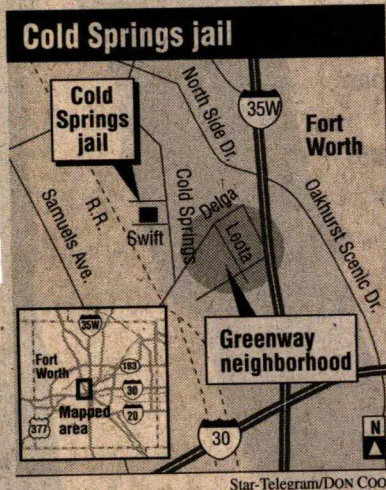 Cold Springs jail
Cold
Springs
jail
North Side Dr.
35W
Fort
Worth
Samuels Ave.
R.R.
Cold Springs
Swift
Delga
Leota
Oakhurst Scenic Dr.
Greenway
neighborhood
35W
Fort
Worth
183
30
20
377
Mapped
area
30
N
Star-Telegram/DON COO